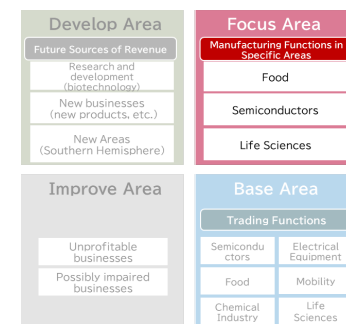 Develop Area
Future Sources of Revenue
Research and
development
(biotechnology)
New businesses
(new products, etc.)
New Areas
(Southern Hemisphere)
Focus Area
Manufacturing Functions in
Specific Areas
Food
Semiconductors
Life Sciences
Improve Area
Unprofitable
businesses
Possibly impaired
businesses
Base Area
Trading Functions
Semicondu
ctors
Electrical
Equipment
Food
Mobility
Chemical
Industry
Life
Sciences